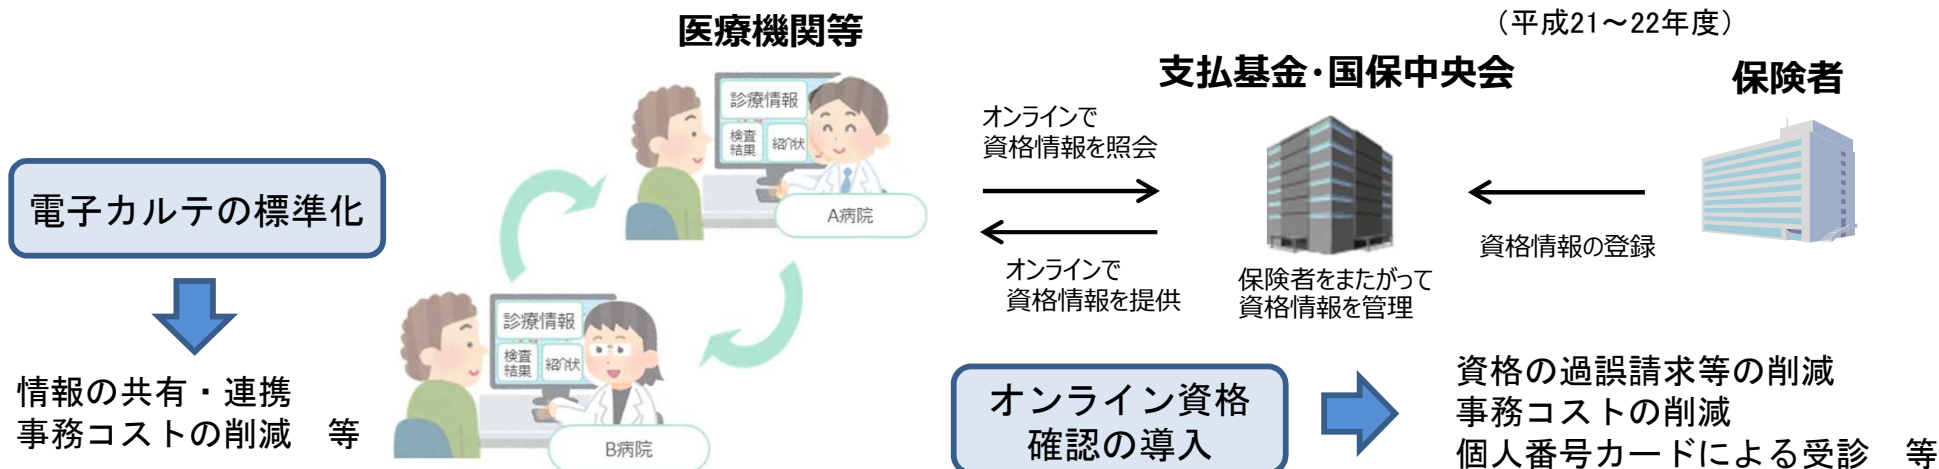 医療機関等
（平成21～22年度）
支払基金・国保中央会
保険者
診療情報
検査
結果
紹介状
A病院
オンラインで
資格情報を照会
オンラインで
資格情報を提供
保険者をまたがって
資格情報を管理
資格情報の登録
電子カルテの標準化
情報の共有・連携
事務コストの削減　等
診療情報
検査
結果
紹介状
B病院
オンライン資格
確認の導入
資格の過誤請求等の削減
事務コストの削減
個人番号カードによる受診　等